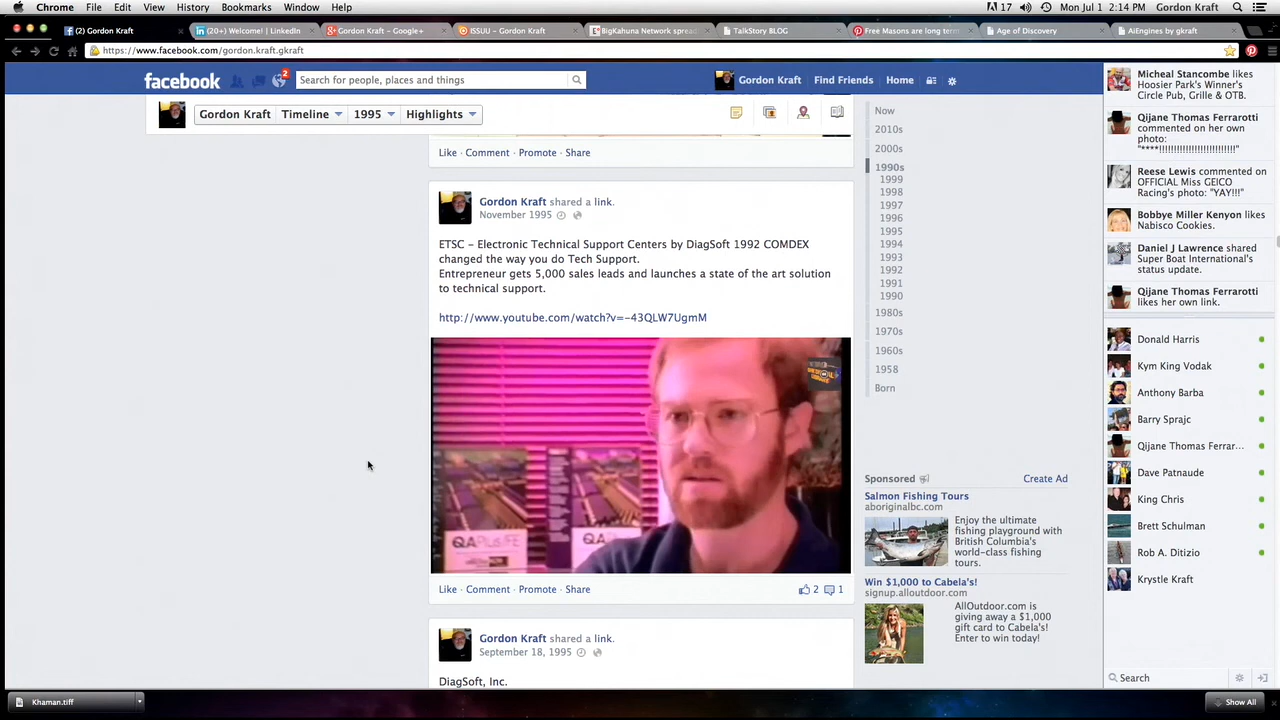 Chrome File Edit View History Bookmarks Window Help
17 Mon Jul 1 2:14 PM Gordon Kraft
(2) Gordon Kraft
(20+) Welcome! | LinkedIn
Gordon Kraft - Google+
ISSUU - Gordon Kraft
BigKahuna Network sprea
TalkStory BLOG
Free Masons are long term
Age of Discovery
AiEngines by gkraft
https://www.facebook.com/gordon.kraft.gkraft
facebook
2
Search for people, places and things
Gordon Kraft Find Friends Home
Gordon Kraft Timeline 1995 Highlights
Like · Comment · Promote · Share
Gordon Kraft shared a link.
November 1995
ETSC - Electronic Technical Support Centers by DiagSoft 1992 COMDEX
changed the way you do Tech Support.
Entrepreneur gets 5,000 sales leads and launches a state of the art solution
to technical support.
http://www.youtube.com/watch?v=-43QLW7UgmM
Like · Comment · Promote · Share
2 1
Gordon Kraft shared a link.
September 18, 1995
DiagSoft, Inc.
Now
2010s
2000s
1990s
1999
1998
1997
1996
1995
1994
1993
1992
1991
1990
1980s
1970s
1960s
1958
Born
Sponsored Create Ad
Salmon Fishing Tours
aboriginalbc.com
Enjoy the ultimate
fishing playground with
British Columbia's
world-class fishing
tours.
Win $1,000 to Cabela's!
signup.alloutdoor.com
AllOutdoor.com is
giving away a $1,000
gift card to Cabela's!
Enter to win today!
Micheal Stancombe likes
Hoosier Park's Winner's
Circle Pub, Grille & OTB.
Qijane Thomas Ferrarotti
commented on her own
photo:
"****!!!!!!!!!!!!!!!!!!!!!!!!!!"
Reese Lewis commented on
OFFICIAL Miss GEICO
Racing's photo: "YAY!!!"
Bobbye Miller Kenyon likes
Nabisco Cookies.
Daniel J Lawrence shared
Super Boat International's
status update.
Qijane Thomas Ferrarotti
likes her own link.
Donald Harris
Kym King Vodak
Anthony Barba
Barry Sprajc
Qijane Thomas Ferrar...
Dave Patnaude
King Chris
Brett Schulman
Rob A. Ditizio
Krystle Kraft
Search
Khaman.tiff
Show All